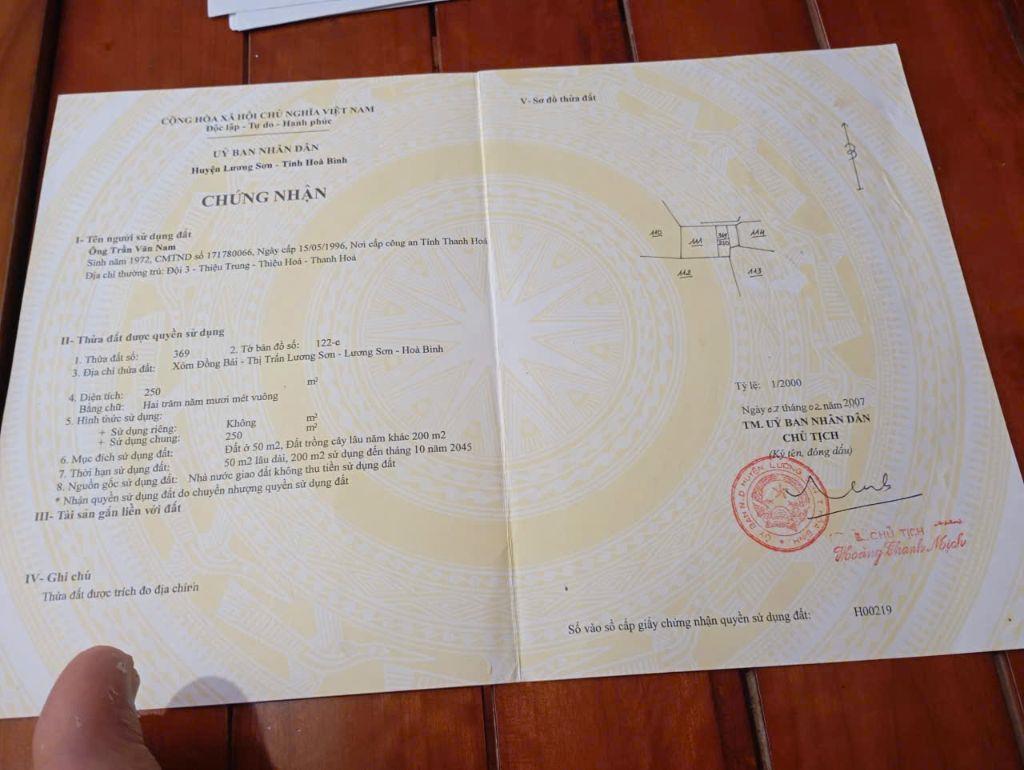 CỘNG HÒA XÃ HỘI CHỦ NGHĨA VIỆT NAM
Độc lập - Tự do - Hạnh phúc
UỶ BAN NHÂN DÂN
Huyện Lương Sơn - Tỉnh Hoà Bình
CHỨNG NHẬN
I- Tên người sử dụng đất
Ông Trần Văn Nam
Sinh năm 1972, CMTND số 171780066, Ngày cấp 15/05/1996, Nơi cấp công an Tỉnh Thanh Hoá
Địa chỉ thường trú: Đội 3 - Thiệu Trung - Thiệu Hoá - Thanh Hoá
II- Thửa đất được quyền sử dụng
1. Thửa đất số: 369 2. Tờ bản đồ số: 122-c
3. Địa chỉ thửa đất: Xóm Đồng Bái - Thị Trấn Lương Sơn - Lương Sơn - Hoà Bình
4. Diện tích: 250 m²
Bằng chữ: Hai trăm năm mươi mét vuông
5. Hình thức sử dụng:
+ Sử dụng riêng: Không m²
+ Sử dụng chung: 250 m²
6. Mục đích sử dụng đất: Đất ở 50 m2, Đất trồng cây lâu năm khác 200 m2
7. Thời hạn sử dụng đất: 50 m2 lâu dài, 200 m2 sử dụng đến tháng 10 năm 2045
8. Nguồn gốc sử dụng đất: Nhà nước giao đất không thu tiền sử dụng đất
* Nhận quyền sử dụng đất do chuyển nhượng quyền sử dụng đất
III- Tài sản gắn liền với đất
IV- Ghi chú
Thửa đất được trích đo địa chính
V- Sơ đồ thửa đất
B
110
111
369
250
114
112
113
Tỷ lệ: 1/2000
Ngày 07 tháng 02 năm 2007
TM. UỶ BAN NHÂN DÂN
CHỦ TỊCH
(Ký tên, đóng dấu)
ỦY BAN N.D HUYỆN LƯƠNG
CHỦ TỊCH
Hoàng Thanh Mịch
Số vào sổ cấp giấy chứng nhận quyền sử dụng đất: H00219